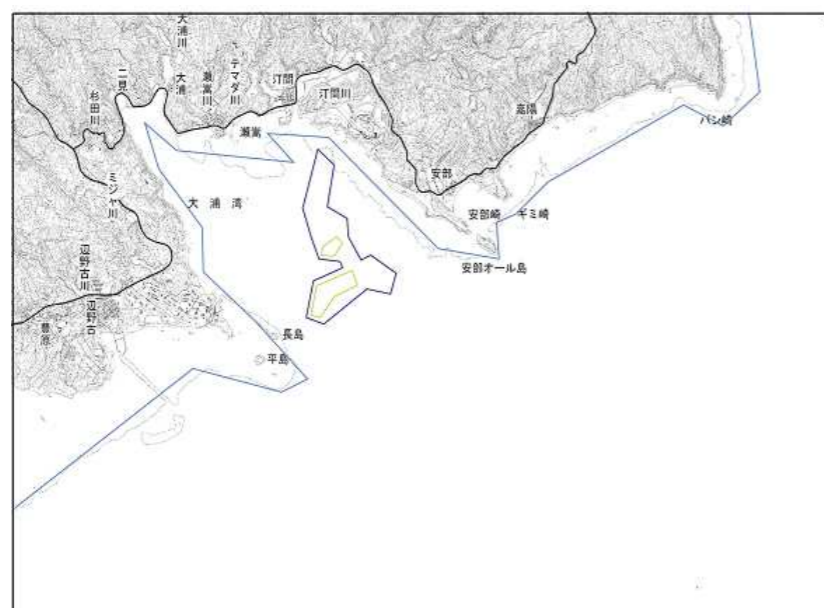 大浦川
二見
大浦
瀬嵩川
テマダ川
汀間
汀間川
杉田川
瀬嵩
嘉陽
バン崎
安部
ミジャ川
大浦湾
安部崎
ギミ崎
安部オール島
辺野古川
辺野古
豊原
長島
平島